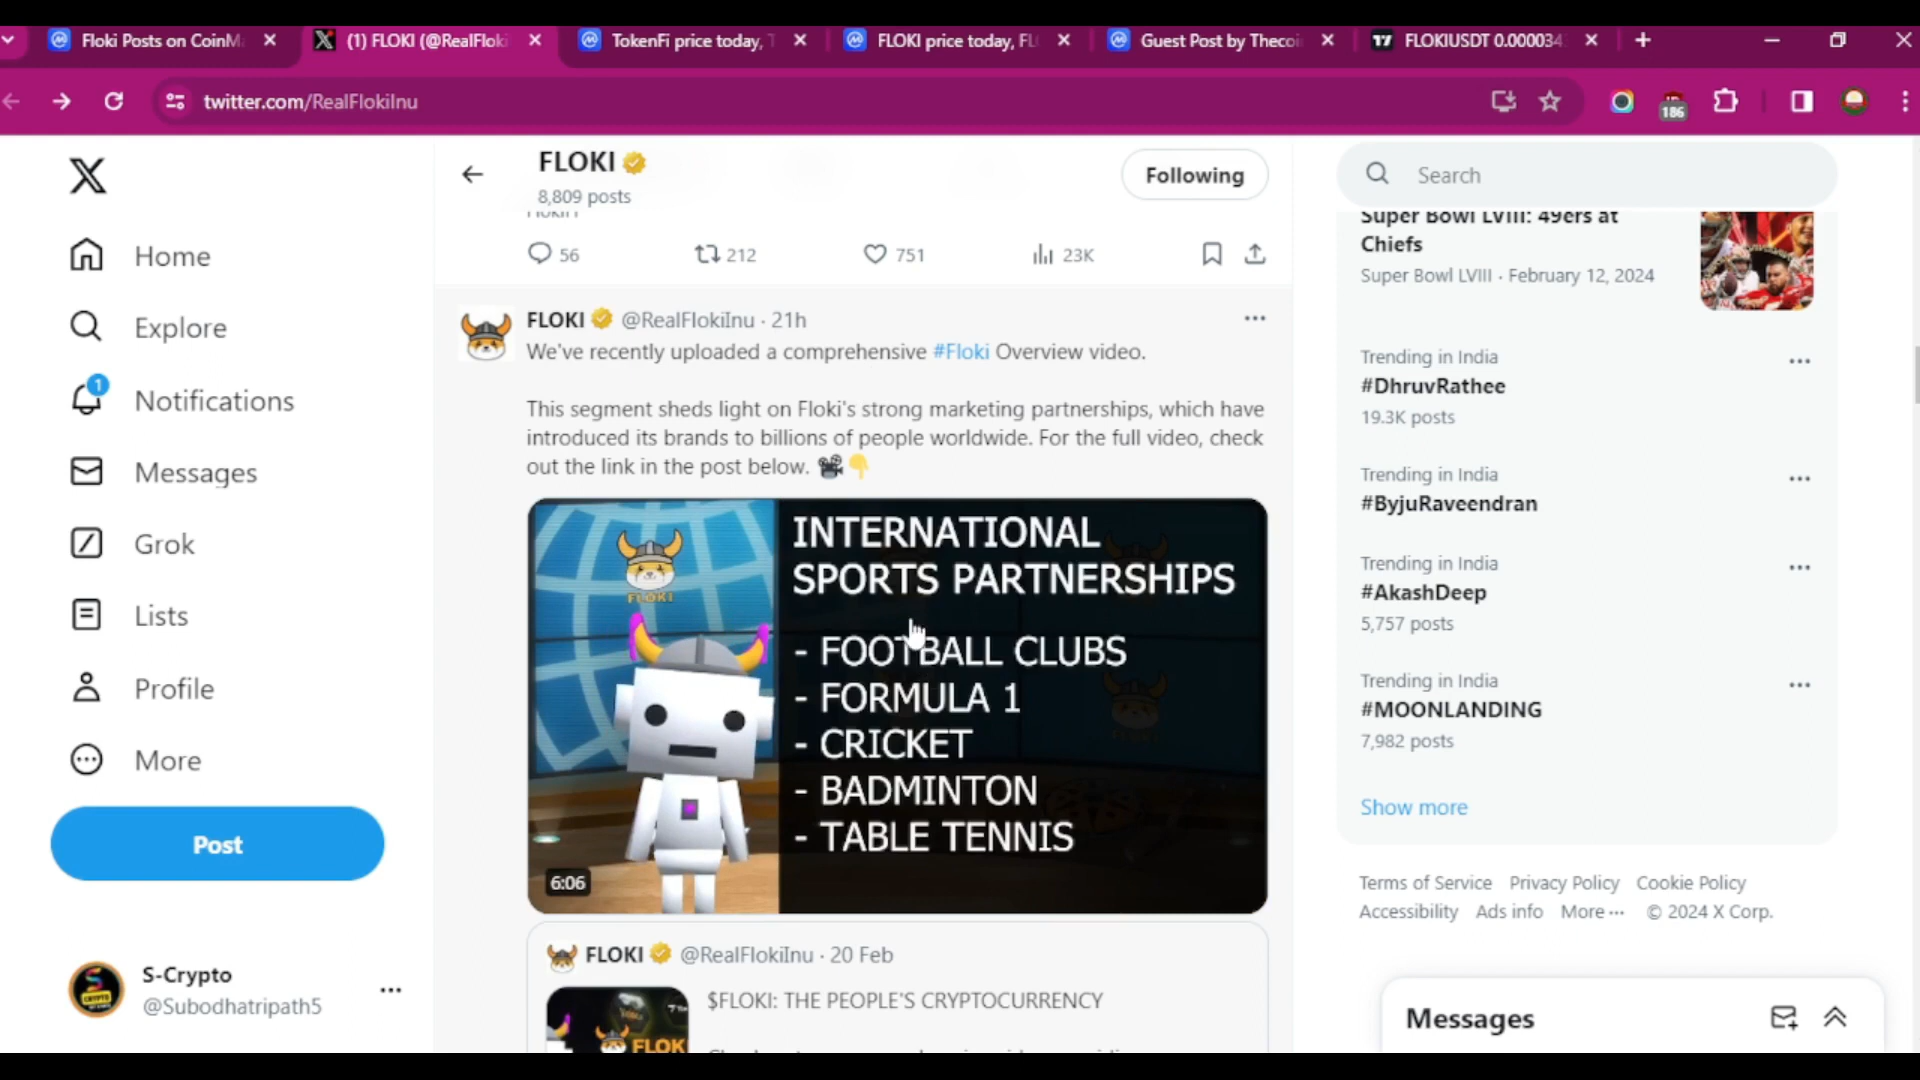 Floki Posts on CoinM
(1) FLOKI (@RealFloki
TokenFi price today, T
FLOKI price today, FL
Guest Post by Thecoi
FLOKIUSDT 0.000034
twitter.com/RealFlokiInu
186
FLOKI
8,809 posts
Following
Search
Home
Explore
1
Notifications
Messages
Grok
Lists
Profile
More
Post
S-Crypto
@Subodhatripath5
56
212
751
23K
FLOKI @RealFlokiInu · 21h
We've recently uploaded a comprehensive #Floki Overview video.
This segment sheds light on Floki's strong marketing partnerships, which have
introduced its brands to billions of people worldwide. For the full video, check
out the link in the post below. 🎥👇
FLOKI
INTERNATIONAL
SPORTS PARTNERSHIPS
- FOOTBALL CLUBS
- FORMULA 1
- CRICKET
- BADMINTON
- TABLE TENNIS
6:06
FLOKI @RealFlokiInu · 20 Feb
$FLOKI: THE PEOPLE'S CRYPTOCURRENCY
FLOKI
Super Bowl LVIII: 49ers at
Chiefs
Super Bowl LVIII · February 12, 2024
Trending in India
#DhruvRathee
19.3K posts
Trending in India
#ByjuRaveendran
Trending in India
#AkashDeep
5,757 posts
Trending in India
#MOONLANDING
7,982 posts
Show more
Terms of Service Privacy Policy Cookie Policy
Accessibility Ads info More ··· © 2024 X Corp.
Messages